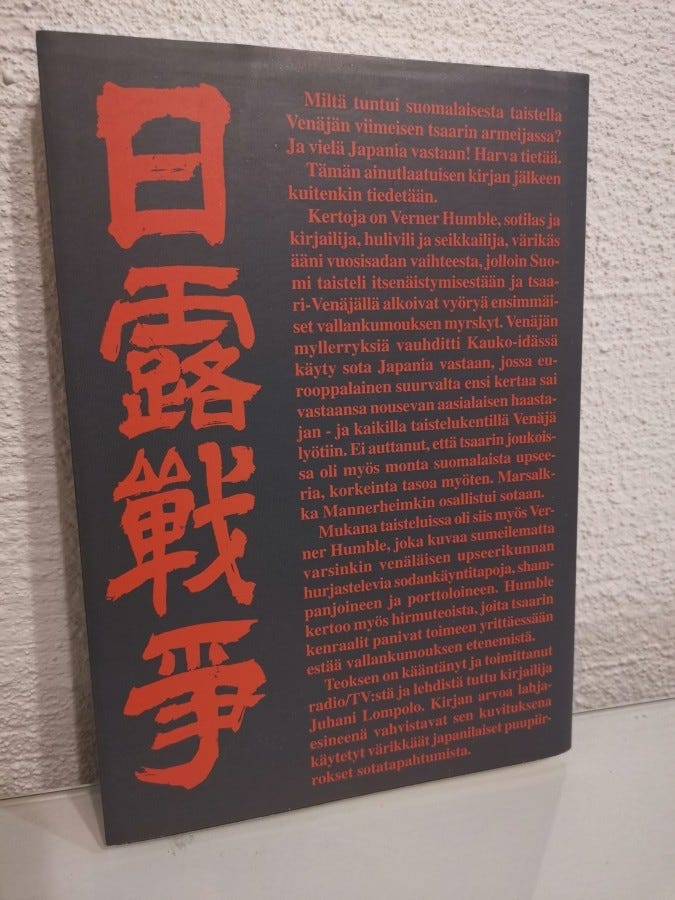 日露戰爭
Miltä tuntui suomalaisesta taistella
Venäjän viimeisen tsaarin armeijassa?
Ja vielä Japania vastaan! Harva tietää.
Tämän ainutlaatuisen kirjan jälkeen
kuitenkin tiedetään.
Kertoja on Verner Humble, sotilas ja
kirjailija, hulivili ja seikkailija, värikäs
ääni vuosisadan vaihteesta, jolloin Suo-
mi taisteli itsenäistymisestään ja tsaa-
ri-Venäjällä alkoivat vyöryä ensimmäi-
set vallankumouksen myrskyt. Venäjän
myllerryksiä vauhditti Kauko-idässä
käyty sota Japania vastaan, jossa eu-
rooppalainen suurvalta ensi kertaa sai
vastaansa nousevan aasialaisen haasta-
jan - ja kaikilla taistelukentillä Venäjä
lyötiin. Ei auttanut, että tsaarin joukois-
sa oli myös monta suomalaista upsee-
ria, korkeinta tasoa myöten. Marsalk-
ka Mannerheimkin osallistui sotaan.
Mukana taisteluissa oli siis myös Ver-
ner Humble, joka kuvaa sumeilematta
varsinkin venäläisen upseerikunnan
hurjastelevia sodankäyntitapoja, sham-
panjoineen ja porttoloineen. Humble
kertoo myös hirmuteoista, joita tsaarin
kenraalit panivat toimeen yrittäessään
estää vallankumouksen etenemistä.
Teoksen on kääntänyt ja toimittanut
radio/TV:stä ja lehdistä tuttu kirjailija
Juhani Lompolo. Kirjan arvoa lahja-
esineenä vahvistavat sen kuvituksena
käytetyt värikkäät japanilaiset puupiir-
rokset sotatapahtumista.